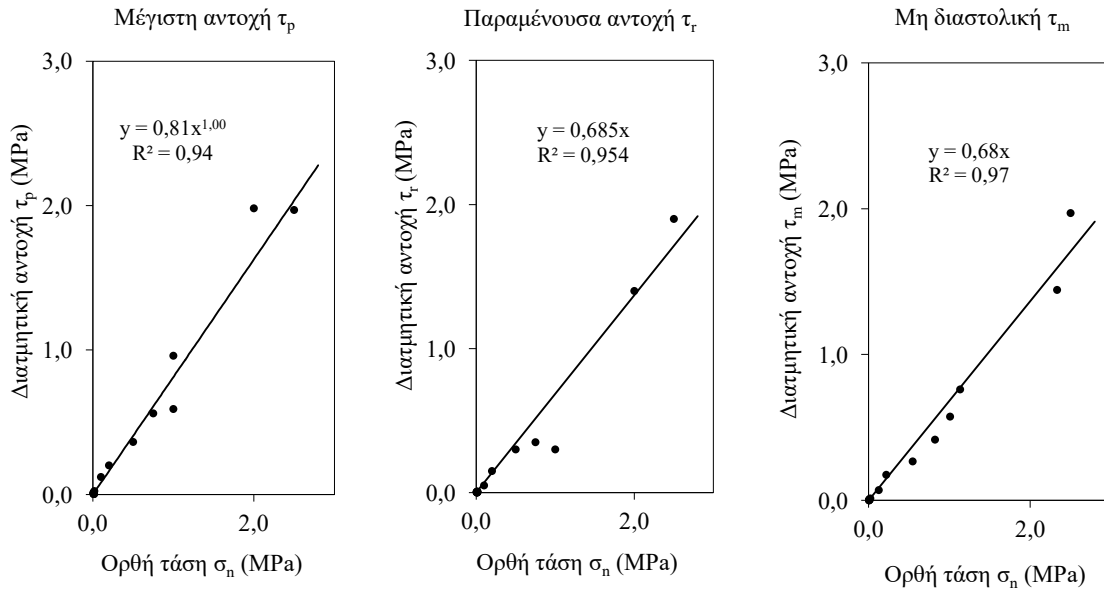 Μέγιστη αντοχή τp
Διατμητική αντοχή τp (MPa)
3,0
2,0
1,0
0,0
y = 0,81x1,00
R² = 0,94
0,0
2,0
Ορθή τάση σn (MPa)
Παραμένουσα αντοχή τr
Διατμητική αντοχή τr (MPa)
3,0
2,0
1,0
0,0
y = 0,685x
R² = 0,954
0,0
2,0
Ορθή τάση σn (MPa)
Μη διαστολική τm
Διατμητική αντοχή τm (MPa)
3,0
2,0
1,0
0,0
y = 0,68x
R² = 0,97
0,0
2,0
Ορθή τάση σn (MPa)